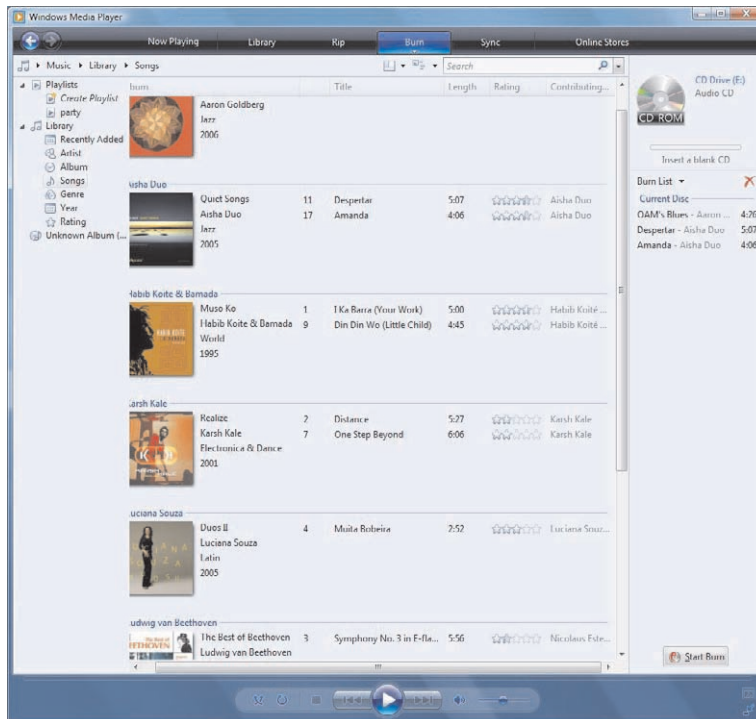 Windows Media Player
Now Playing Library Rip Burn Sync Online Stores
Music Library Songs
Search
Playlists
Create Playlist
party
Library
Recently Added
Artist
Album
Songs
Genre
Year
Rating
Unknown Album (...
lbum Title Length Rating Contributing...
Aaron Goldberg
Jazz
2006
Aisha Duo
Quiet Songs 11 Despertar 5:07 Aisha Duo
Aisha Duo 17 Amanda 4:06 Aisha Duo
Jazz
2005
Habib Koite & Bamada
Muso Ko 1 I Ka Barra (Your Work) 5:00 Habib Koité ...
Habib Koite & Bamada 9 Din Din Wo (Little Child) 4:45 Habib Koité ...
World
1995
Karsh Kale
Realize 2 Distance 5:27 Karsh Kale
Karsh Kale 7 One Step Beyond 6:06 Karsh Kale
Electronica & Dance
2001
Luciana Souza
Duos II 4 Muita Bobeira 2:52 Luciana Souz...
Luciana Souza
Latin
2005
Ludwig van Beethoven
The Best of Beethoven 3 Symphony No. 3 in E-fla... 5:56 Nicolaus Este...
Ludwig van Beethoven
CD Drive (E:)
Audio CD
CD ROM
Insert a blank CD
Burn List
Current Disc
OAM's Blues - Aaron ... 4:26
Despertar - Aisha Duo 5:07
Amanda - Aisha Duo 4:06
Start Burn